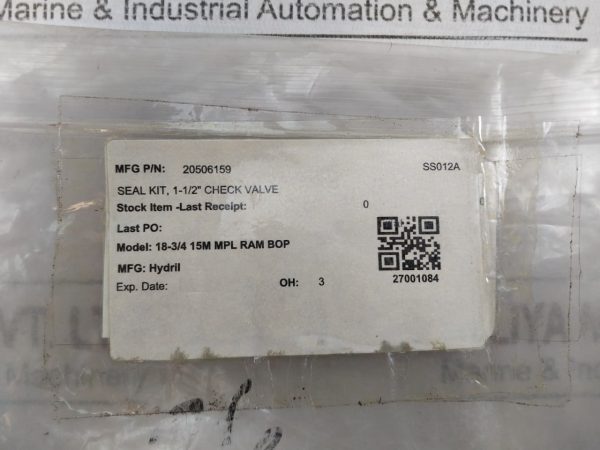 Marine & Industrial Automation & Machinery
MFG P/N: 20506159 SS012A
SEAL KIT, 1-1/2" CHECK VALVE
Stock Item -Last Receipt: 0
Last PO:
Model: 18-3/4 15M MPL RAM BOP
MFG: Hydril
27001084
Exp. Date: OH: 3
Marine &